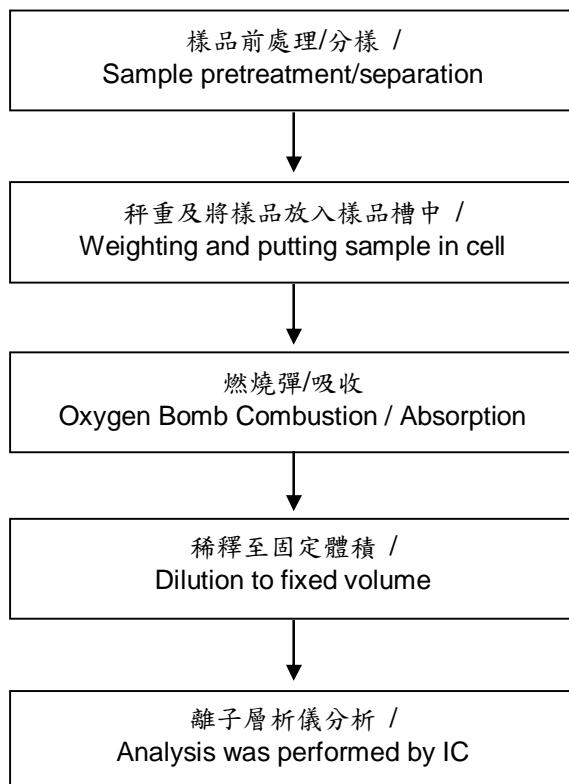 樣品前處理/分樣 /
Sample pretreatment/separation
秤重及將樣品放入樣品槽中 /
Weighting and putting sample in cell
燃燒彈/吸收
Oxygen Bomb Combustion / Absorption
稀釋至固定體積 /
Dilution to fixed volume
離子層析儀分析 /
Analysis was performed by IC